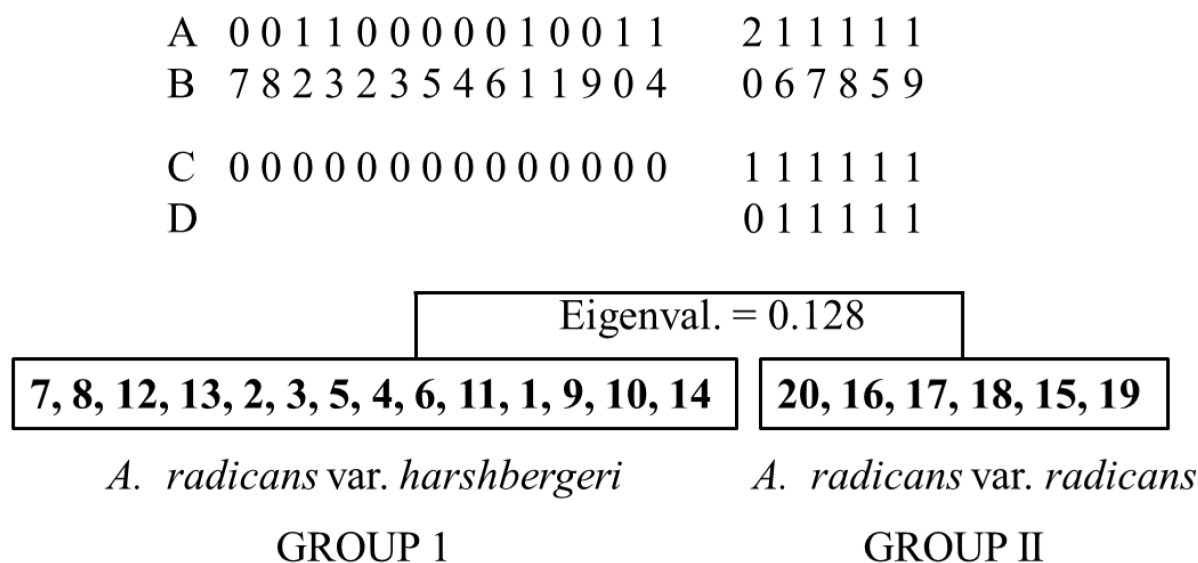 A 0 0 1 1 0 0 0 0 0 1 0 0 1 1 2 1 1 1 1 1
B 7 8 2 3 2 3 5 4 6 1 1 9 0 4 0 6 7 8 5 9
C 0 0 0 0 0 0 0 0 0 0 0 0 0 0 1 1 1 1 1 1
D 0 1 1 1 1 1
Eigenval. = 0.128
7, 8, 12, 13, 2, 3, 5, 4, 6, 11, 1, 9, 10, 14 20, 16, 17, 18, 15, 19
A. radicans var. harshbergeri A. radicans var. radicans
GROUP 1 GROUP II